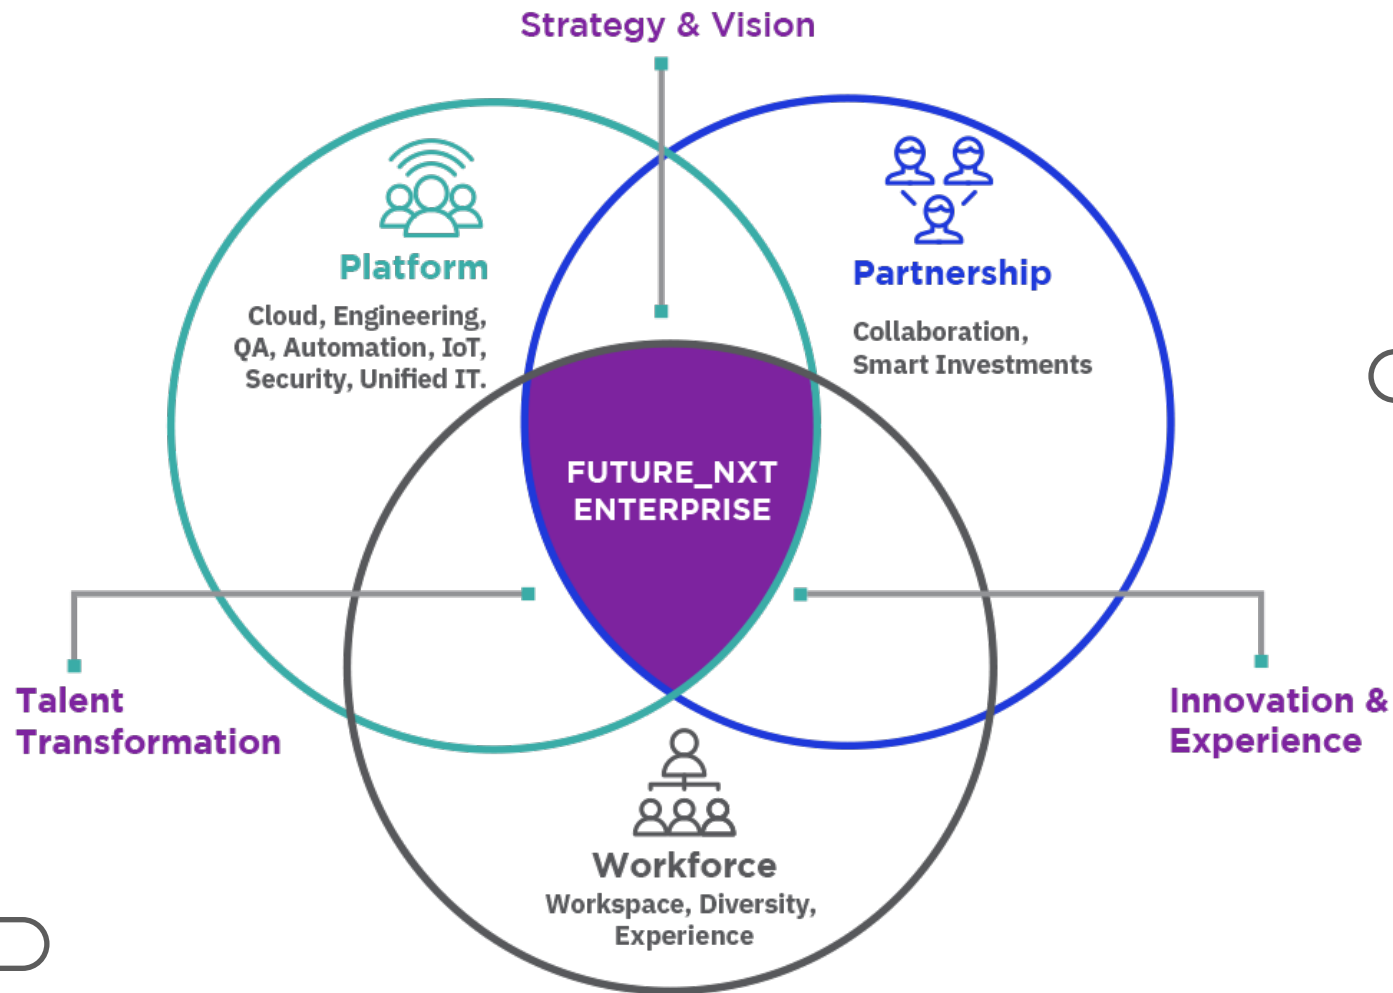 Strategy & Vision
Platform
Cloud, Engineering,
QA, Automation, IoT,
Security, Unified IT.
Partnership
Collaboration,
Smart Investments
FUTURE_NXT
ENTERPRISE
Talent
Transformation
Innovation &
Experience
Workforce
Workspace, Diversity,
Experience